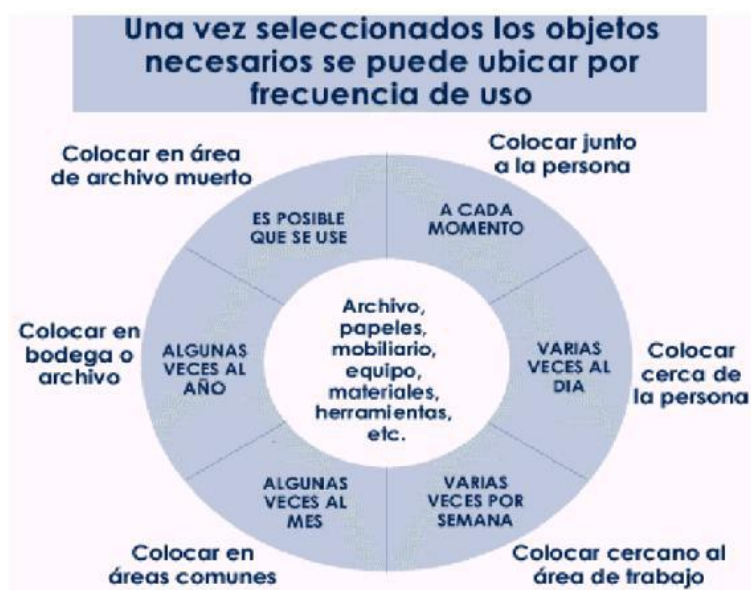 Una vez seleccionados los objetos
necesarios se puede ubicar por
frecuencia de uso
Colocar junto
a la persona
A CADA
MOMENTO
Colocar
cerca de
la persona
VARIAS
VECES AL
DIA
Colocar cercano al
área de trabajo
VARIAS
VECES POR
SEMANA
Colocar en
áreas comunes
ALGUNAS
VECES AL
MES
Colocar en
bodega o
archivo
ALGUNAS
VECES AL
AÑO
Colocar en área
de archivo muerto
ES POSIBLE
QUE SE USE
Archivo,
papeles,
mobiliario,
equipo,
materiales,
herramientas,
etc.